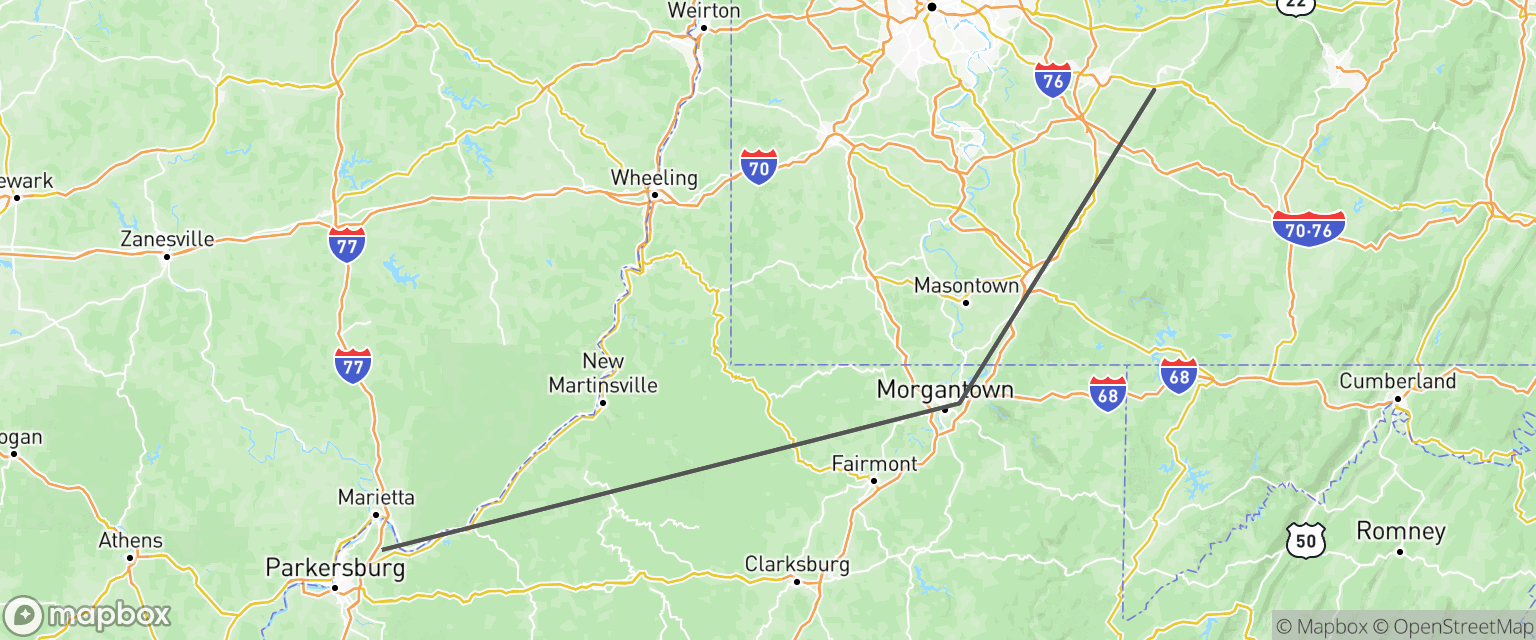 Weirton
22
76
70
Wheeling
ewark
Zanesville
77
70-76
Masontown
77
New
Martinsville
68
68
Morgantown
Cumberland
ogan
Fairmont
Marietta
Athens
Parkersburg
Clarksburg
50
Romney
mapbox
© Mapbox © OpenStreetMap